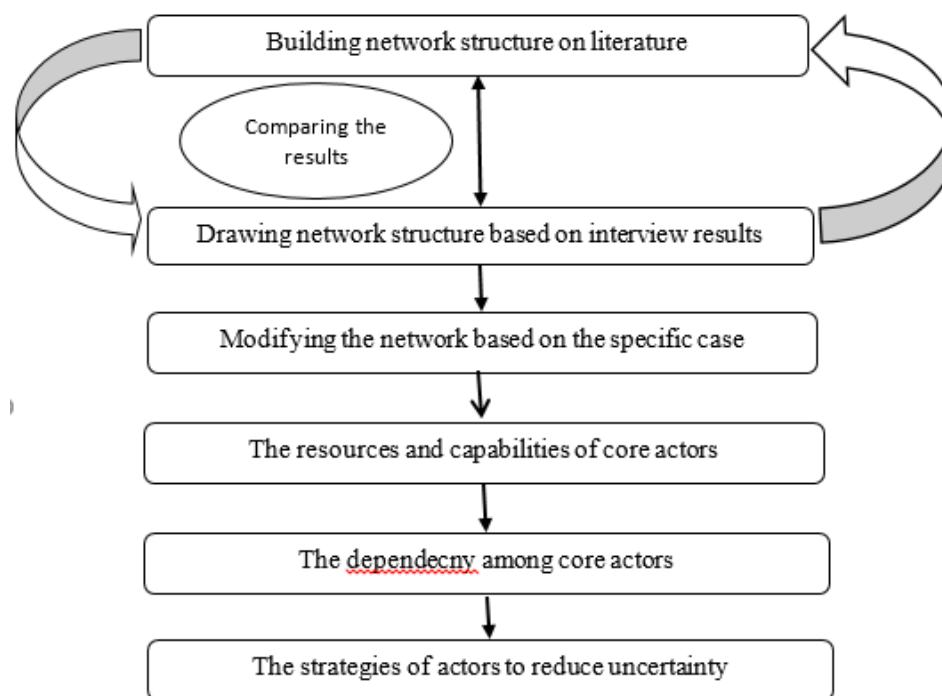 Building network structure on literature
Comparing the
results
Drawing network structure based on interview results
Modifying the network based on the specific case
The resources and capabilities of core actors
The dependecny among core actors
The strategies of actors to reduce uncertainty